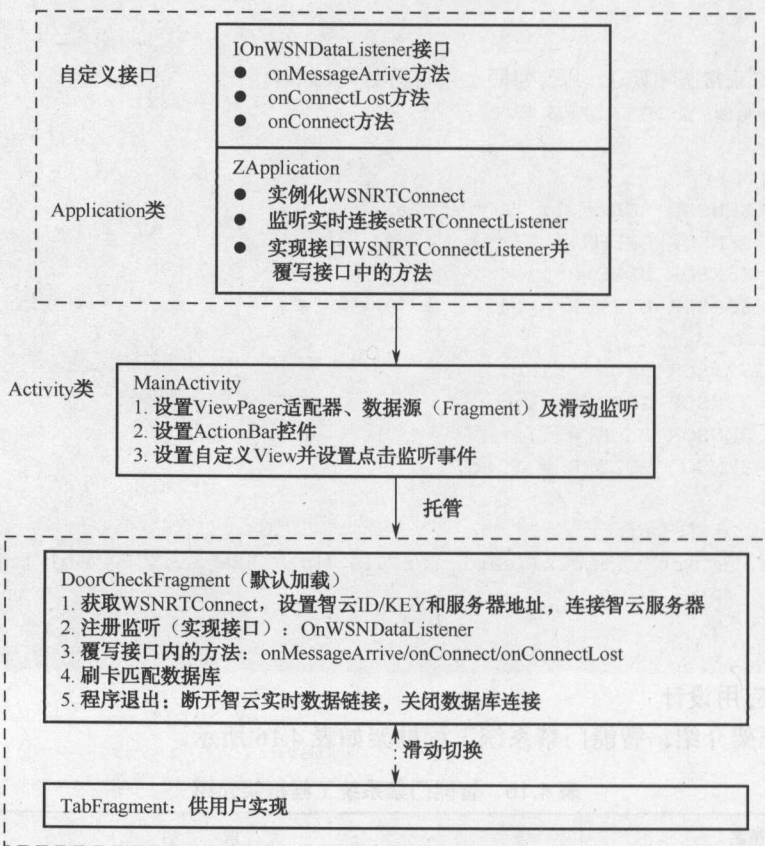 自定义接口
IOnWSNDataListener接口
● onMessageArrive方法
● onConnectLost方法
● onConnect方法
Application类
ZApplication
● 实例化WSNRTConnect
● 监听实时连接setRTConnectListener
● 实现接口WSNRTConnectListener并
覆写接口中的方法
Activity类
MainActivity
1. 设置ViewPager适配器、数据源（Fragment）及滑动监听
2. 设置ActionBar控件
3. 设置自定义View并设置点击监听事件
托管
DoorCheckFragment（默认加载）
1. 获取WSNRTConnect，设置智云ID/KEY和服务器地址，连接智云服务器
2. 注册监听（实现接口）：OnWSNDataListener
3. 覆写接口内的方法：onMessageArrive/onConnect/onConnectLost
4. 刷卡匹配数据库
5. 程序退出：断开智云实时数据链接，关闭数据库连接
滑动切换
TabFragment：供用户实现